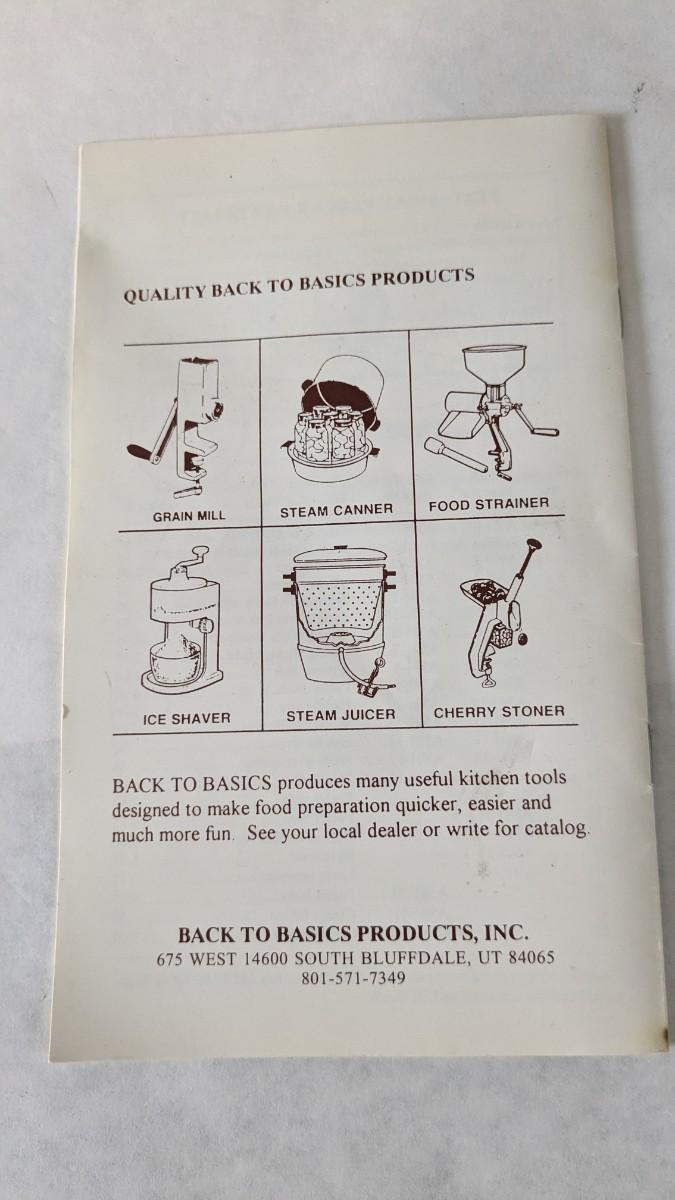 QUALITY BACK TO BASICS PRODUCTS
GRAIN MILL
STEAM CANNER
FOOD STRAINER
ICE SHAVER
STEAM JUICER
CHERRY STONER
BACK TO BASICS produces many useful kitchen tools
designed to make food preparation quicker, easier and
much more fun. See your local dealer or write for catalog.
BACK TO BASICS PRODUCTS, INC.
675 WEST 14600 SOUTH BLUFFDALE, UT 84065
801-571-7349